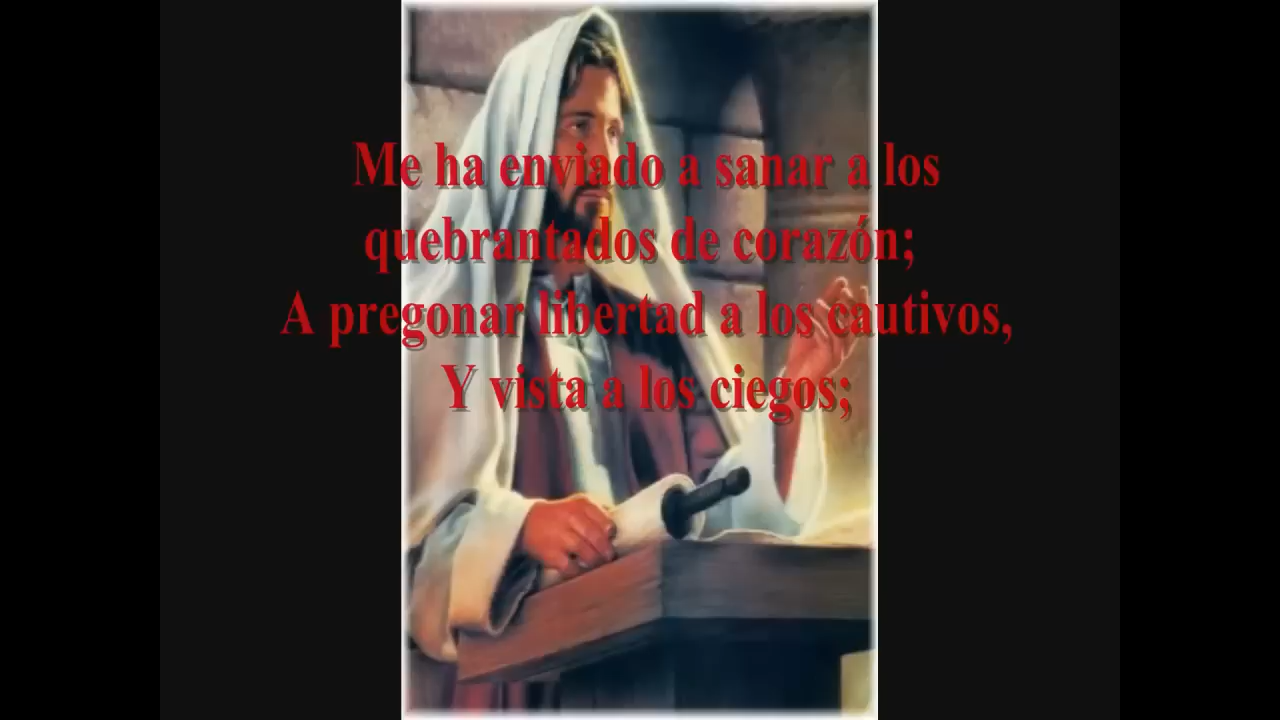 Me ha enviado a sanar a los
quebrantados de corazón;
A pregonar libertad a los cautivos,
Y vista a los ciegos;